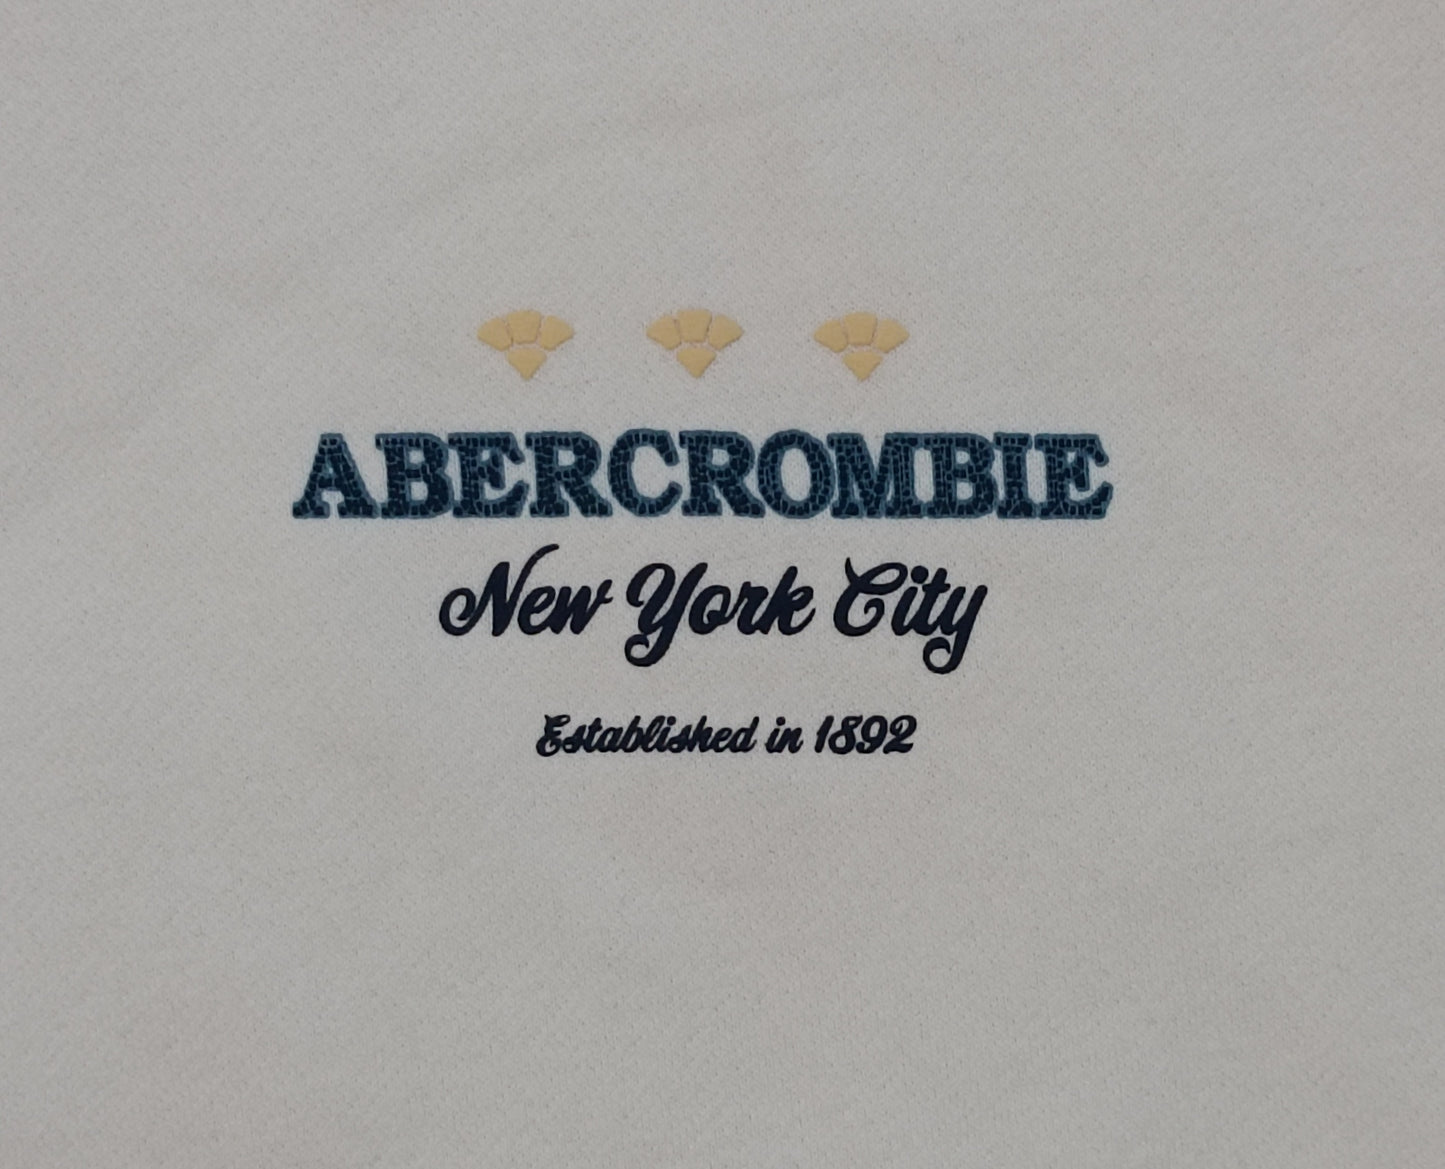 ABERCROMBIE
New York City
Established in 1892